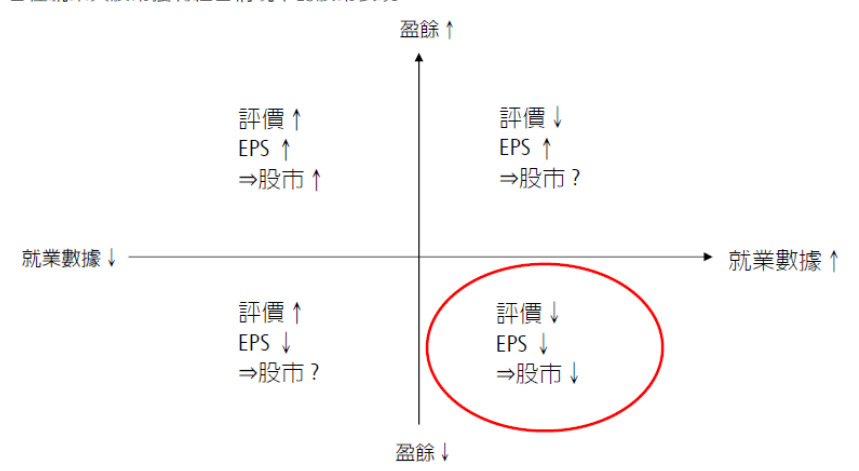 盈餘↑
評價↑
EPS ↑
⇒股市↑
評價↓
EPS ↑
⇒股市?
就業數據↓
就業數據↑
評價↑
EPS ↓
⇒股市?
評價↓
EPS ↓
⇒股市↓
盈餘↓